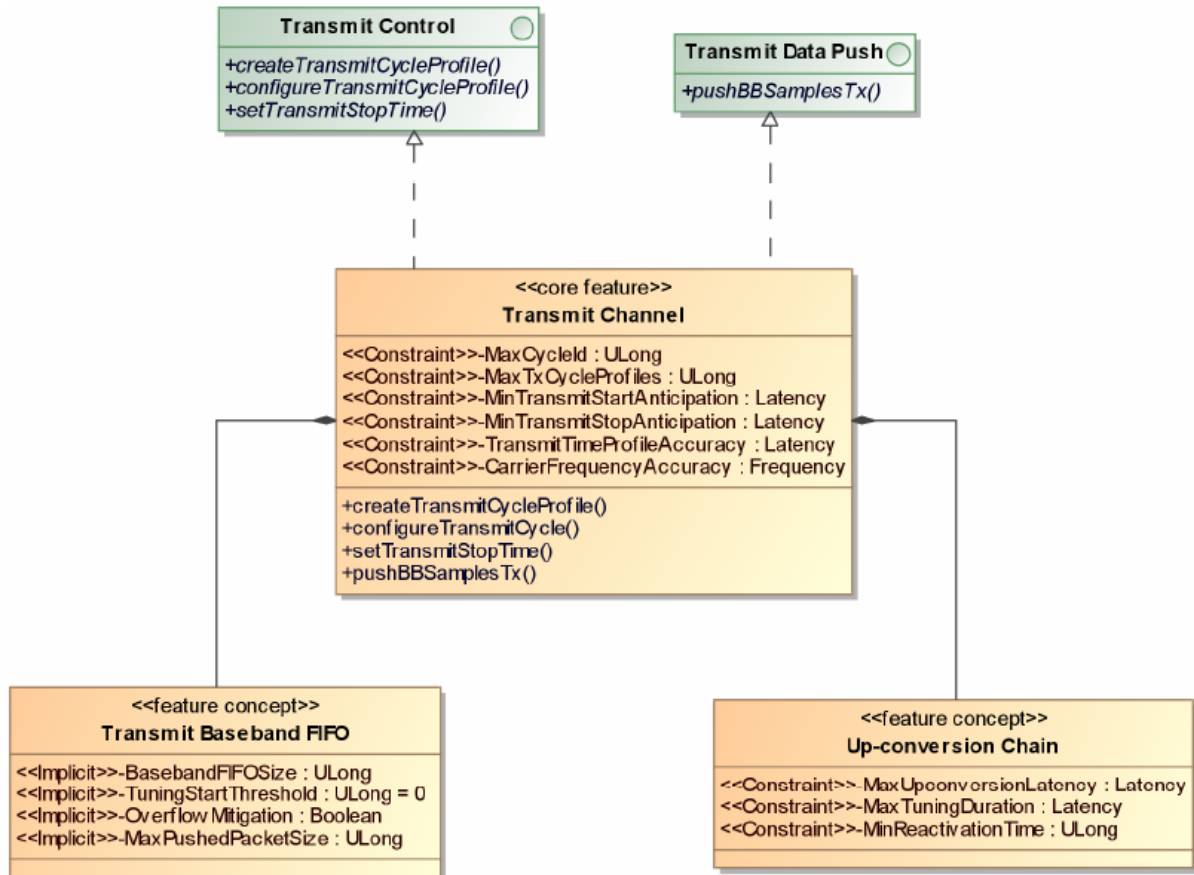 Transmit Control
+createTransmitCycleProfile()
+configureTransmitCycleProfile()
+setTransmitStopTime()
Transmit Data Push
+pushBBSamplesTx()
<<core feature>>
Transmit Channel
<<Constraint>>-MaxCycleId : ULong
<<Constraint>>-MaxTxCycleProfiles : ULong
<<Constraint>>-MinTransmitStartAnticipation : Latency
<<Constraint>>-MinTransmitStopAnticipation : Latency
<<Constraint>>-TransmitTimeProfileAccuracy : Latency
<<Constraint>>-CarrierFrequencyAccuracy : Frequency
+createTransmitCycleProfile()
+configureTransmitCycle()
+setTransmitStopTime()
+pushBBSamplesTx()
<<feature concept>>
Transmit Baseband FIFO
<<Implicit>>-BasebandFIFOSize : ULong
<<Implicit>>-TuningStartThreshold : ULong = 0
<<Implicit>>-OverflowMitigation : Boolean
<<Implicit>>-MaxPushedPacketSize : ULong
<<feature concept>>
Up-conversion Chain
<<Constraint>>-MaxUpconversionLatency : Latency
<<Constraint>>-MaxTuningDuration : Latency
<<Constraint>>-MinReactivationTime : ULong